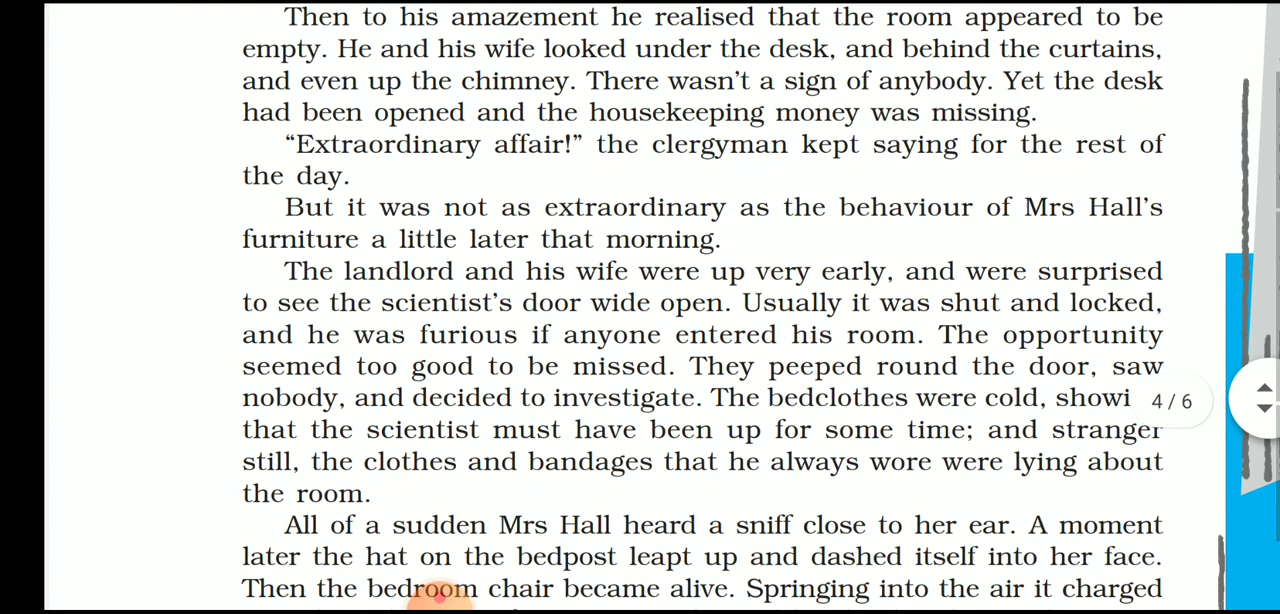 Then to his amazement he realised that the room appeared to be
empty. He and his wife looked under the desk, and behind the curtains,
and even up the chimney. There wasn't a sign of anybody. Yet the desk
had been opened and the housekeeping money was missing.
“Extraordinary affair!” the clergyman kept saying for the rest of
the day.
But it was not as extraordinary as the behaviour of Mrs Hall's
furniture a little later that morning.
The landlord and his wife were up very early, and were surprised
to see the scientist's door wide open. Usually it was shut and locked,
and he was furious if anyone entered his room. The opportunity
seemed too good to be missed. They peeped round the door, saw
nobody, and decided to investigate. The bedclothes were cold, showi
4 / 6
that the scientist must have been up for some time; and stranger
still, the clothes and bandages that he always wore were lying about
the room.
All of a sudden Mrs Hall heard a sniff close to her ear. A moment
later the hat on the bedpost leapt up and dashed itself into her face.
Then the bedroom chair became alive. Springing into the air it charged